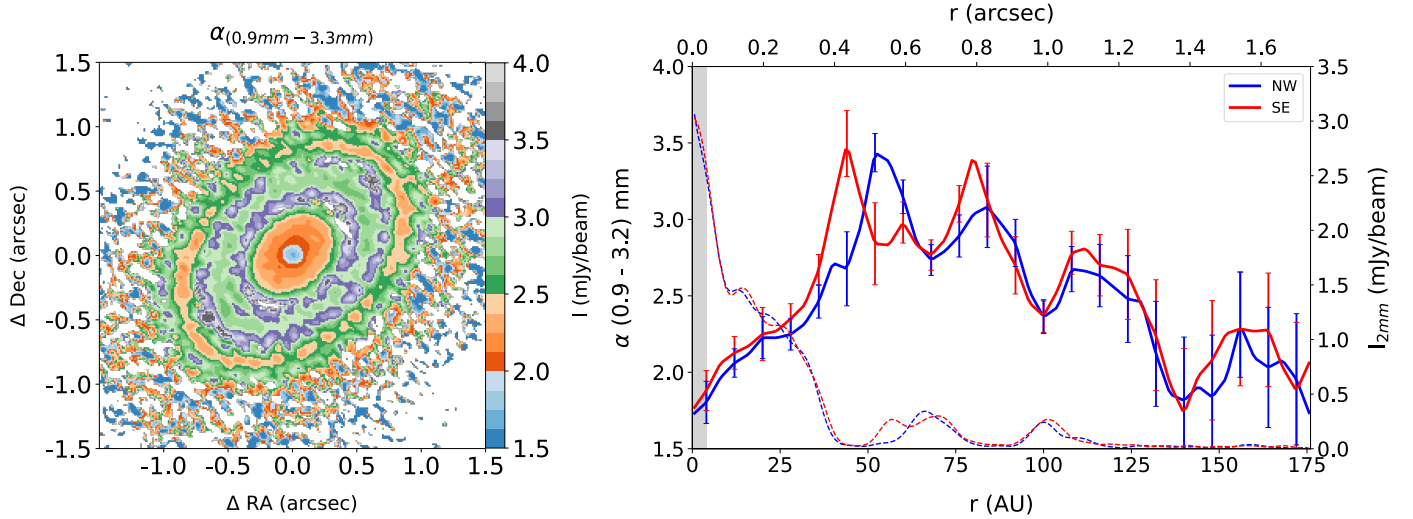 α(0.9mm−3.3mm)
1.5
1.0
0.5
0.0
-0.5
-1.0
-1.5
Δ Dec (arcsec)
-1.0 -0.5 0.0 0.5 1.0 1.5
Δ RA (arcsec)
4.0
3.5
3.0
2.5
2.0
1.5
I (mJy/beam)
r (arcsec)
0.0 0.2 0.4 0.6 0.8 1.0 1.2 1.4 1.6
4.0
3.5
3.0
2.5
2.0
1.5
α (0.9 - 3.2) mm
NW
SE
3.5
3.0
2.5
2.0
1.5
1.0
0.5
0.0
I2mm (mJy/beam)
0 25 50 75 100 125 150 175
r (AU)